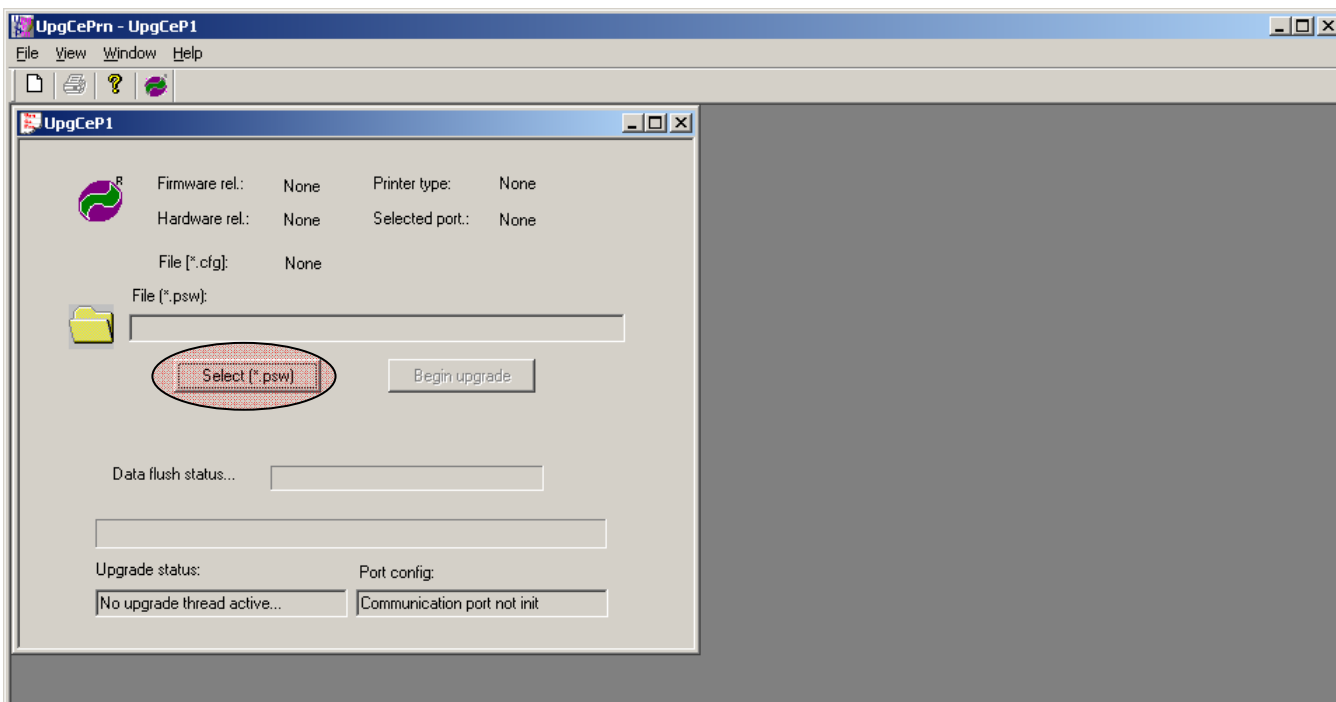 UpgCePrn - UpgCeP1
File View Window Help
UpgCeP1
R
Firmware rel.: None Printer type: None
Hardware rel.: None Selected port.: None
File [*.cfg]: None
File (*.psw):
Select (*.psw) Begin upgrade
Data flush status...
Upgrade status: Port config:
No upgrade thread active... Communication port not init